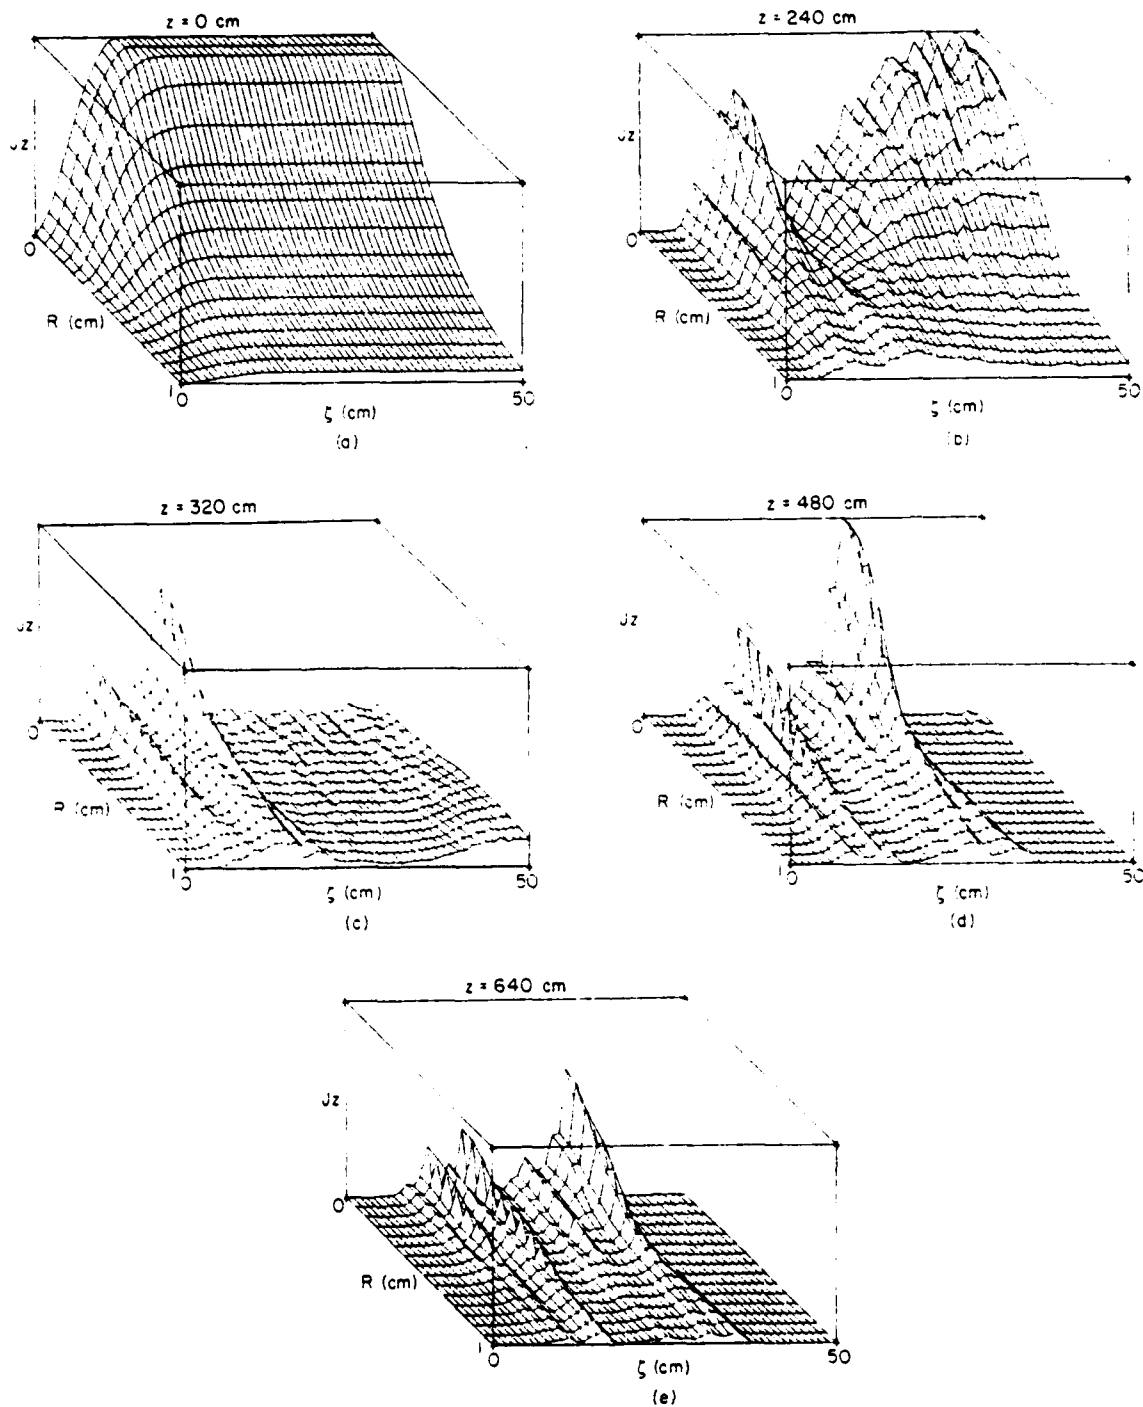 z = 0 cm
Jz
0
R (cm)
1
0
50
ζ (cm)
(a)
z = 240 cm
Jz
0
R (cm)
1
0
50
ζ (cm)
(b)
z = 320 cm
Jz
0
R (cm)
1
0
50
ζ (cm)
(c)
z = 480 cm
Jz
0
R (cm)
1
0
50
ζ (cm)
(d)
z = 640 cm
Jz
0
R (cm)
1
0
50
ζ (cm)
(e)